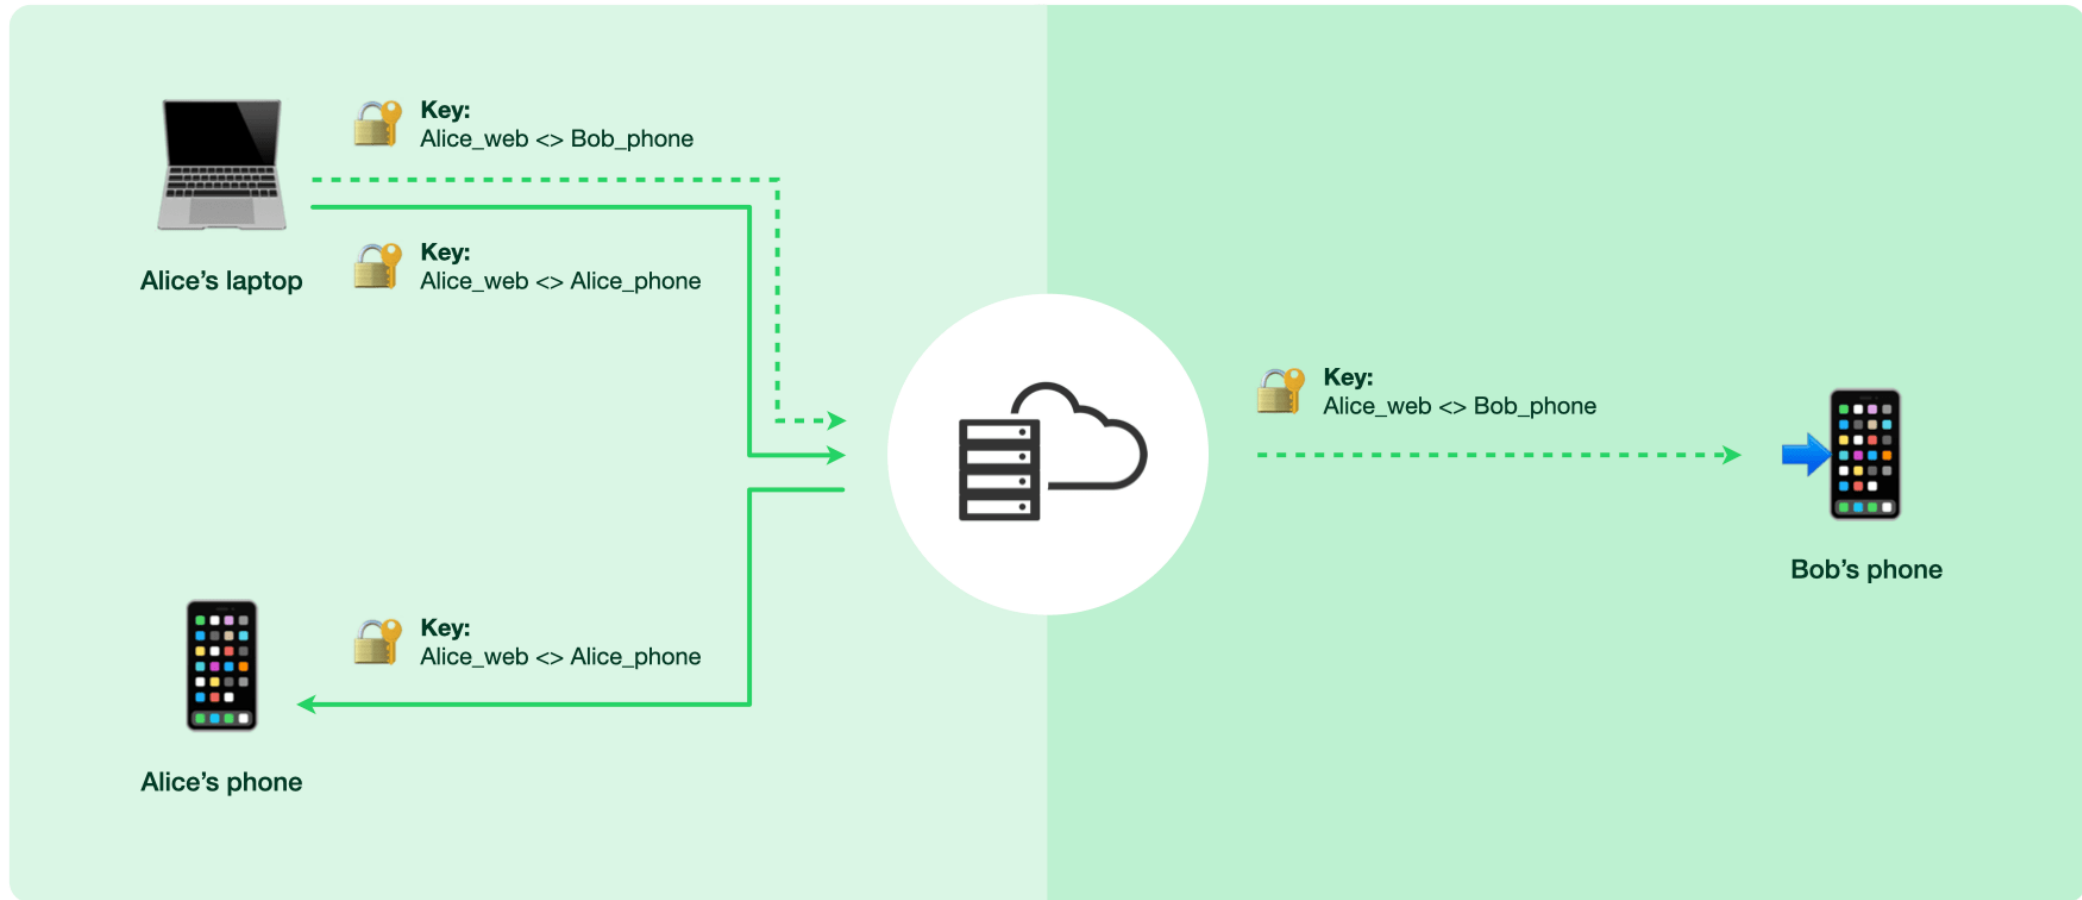 Key:
Alice_web <> Bob_phone
Key:
Alice_web <> Alice_phone
Alice’s laptop
Key:
Alice_web <> Bob_phone
Bob’s phone
Key:
Alice_web <> Alice_phone
Alice’s phone